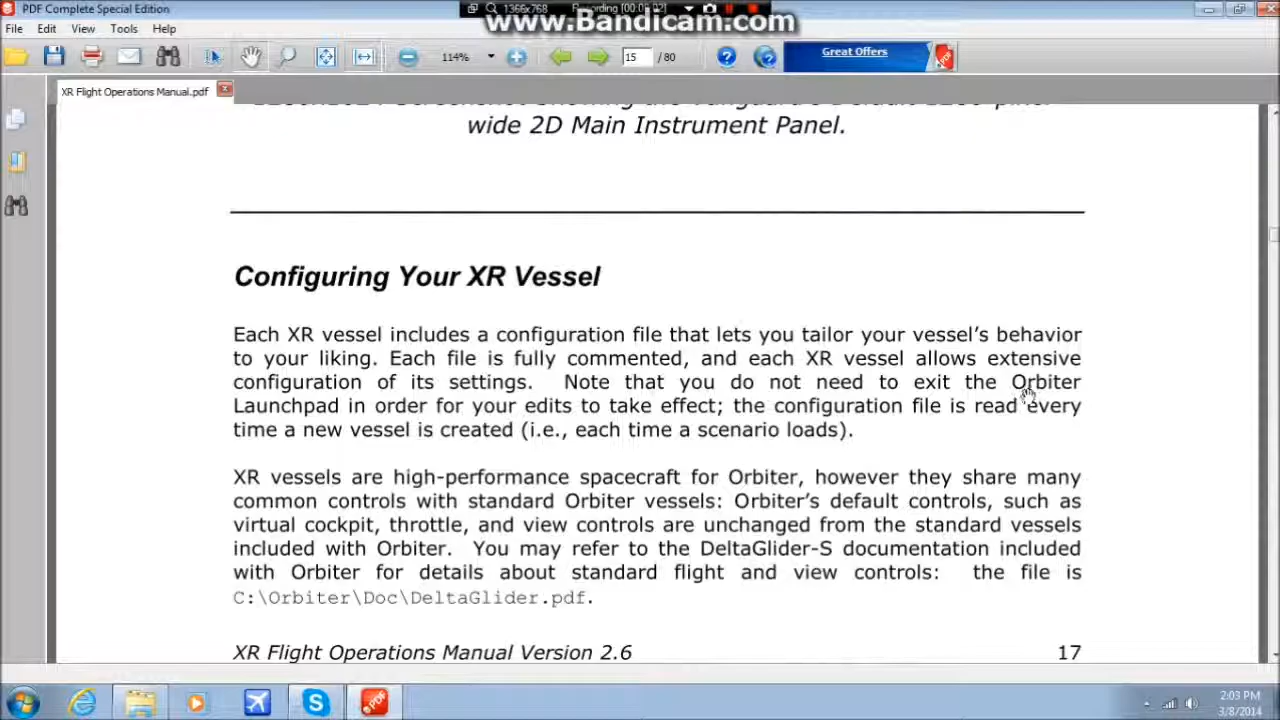 PDF Complete Special Edition
1366x768
Recording
www.Bandicam.com
File Edit View Tools Help
114% 15 / 80 Great Offers
XR Flight Operations Manual.pdf
wide 2D Main Instrument Panel.
Configuring Your XR Vessel
Each XR vessel includes a configuration file that lets you tailor your vessel's behavior
to your liking. Each file is fully commented, and each XR vessel allows extensive
configuration of its settings. Note that you do not need to exit the Orbiter
Launchpad in order for your edits to take effect; the configuration file is read every
time a new vessel is created (i.e., each time a scenario loads).
XR vessels are high-performance spacecraft for Orbiter, however they share many
common controls with standard Orbiter vessels: Orbiter's default controls, such as
virtual cockpit, throttle, and view controls are unchanged from the standard vessels
included with Orbiter. You may refer to the DeltaGlider-S documentation included
with Orbiter for details about standard flight and view controls: the file is
C:\Orbiter\Doc\DeltaGlider.pdf.
XR Flight Operations Manual Version 2.6 17
2:03 PM
3/8/2014